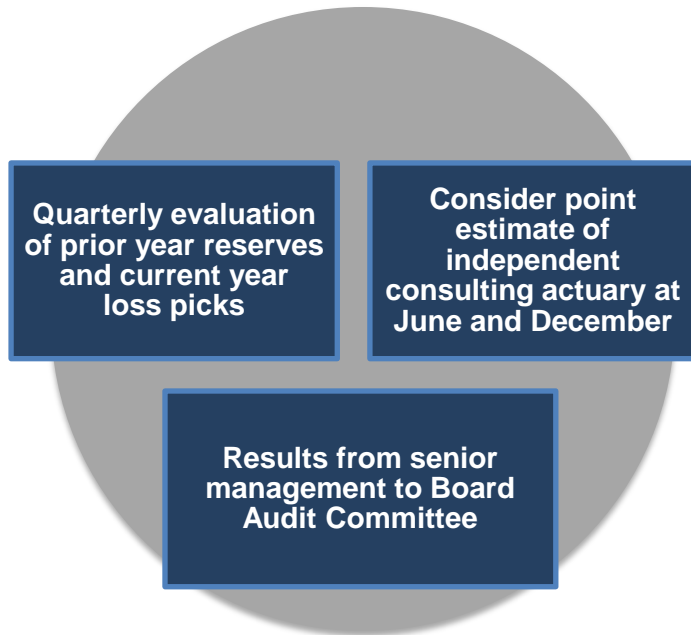 Quarterly evaluation
of prior year reserves
and current year
loss picks
Consider point
estimate of
independent
consulting actuary at
June and December
Results from senior
management to Board
Audit Committee